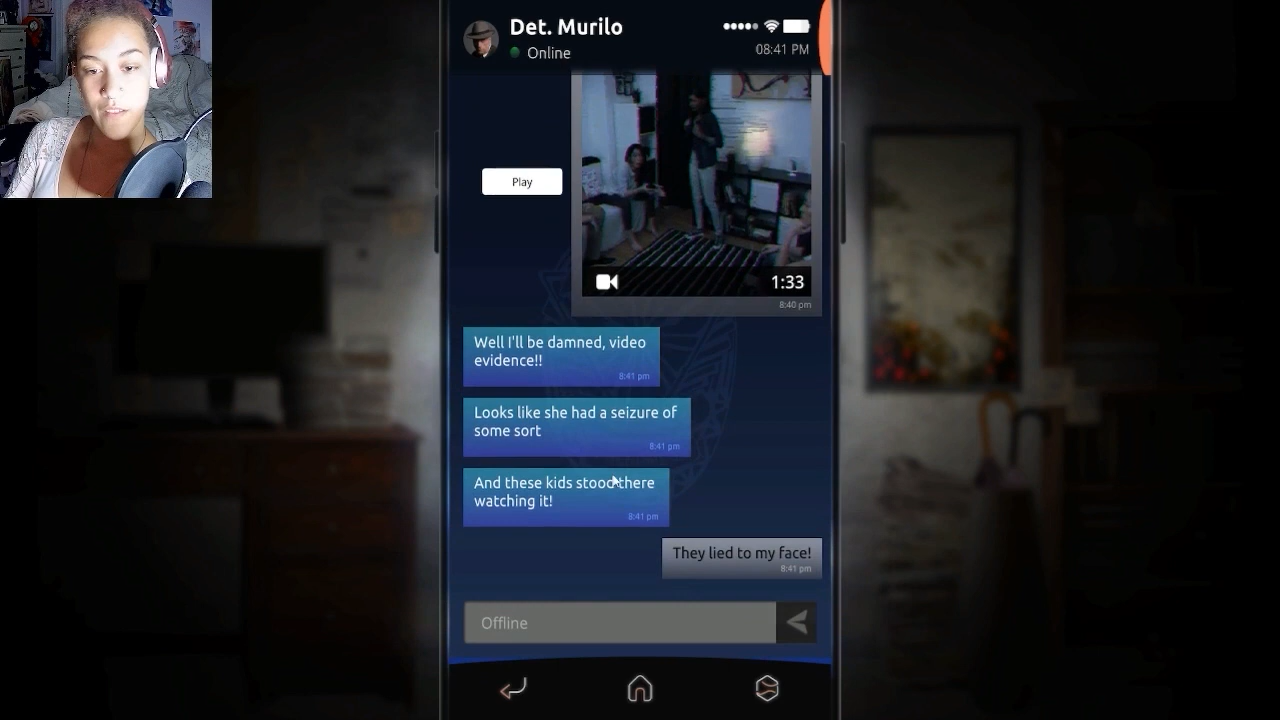 Det. Murilo
Online
08:41 PM
Play
1:33
8:40 pm
Well I'll be damned, video
evidence!!
8:41 pm
Looks like she had a seizure of
some sort
8:41 pm
And these kids stood there
watching it!
8:41 pm
They lied to my face!
8:41 pm
Offline